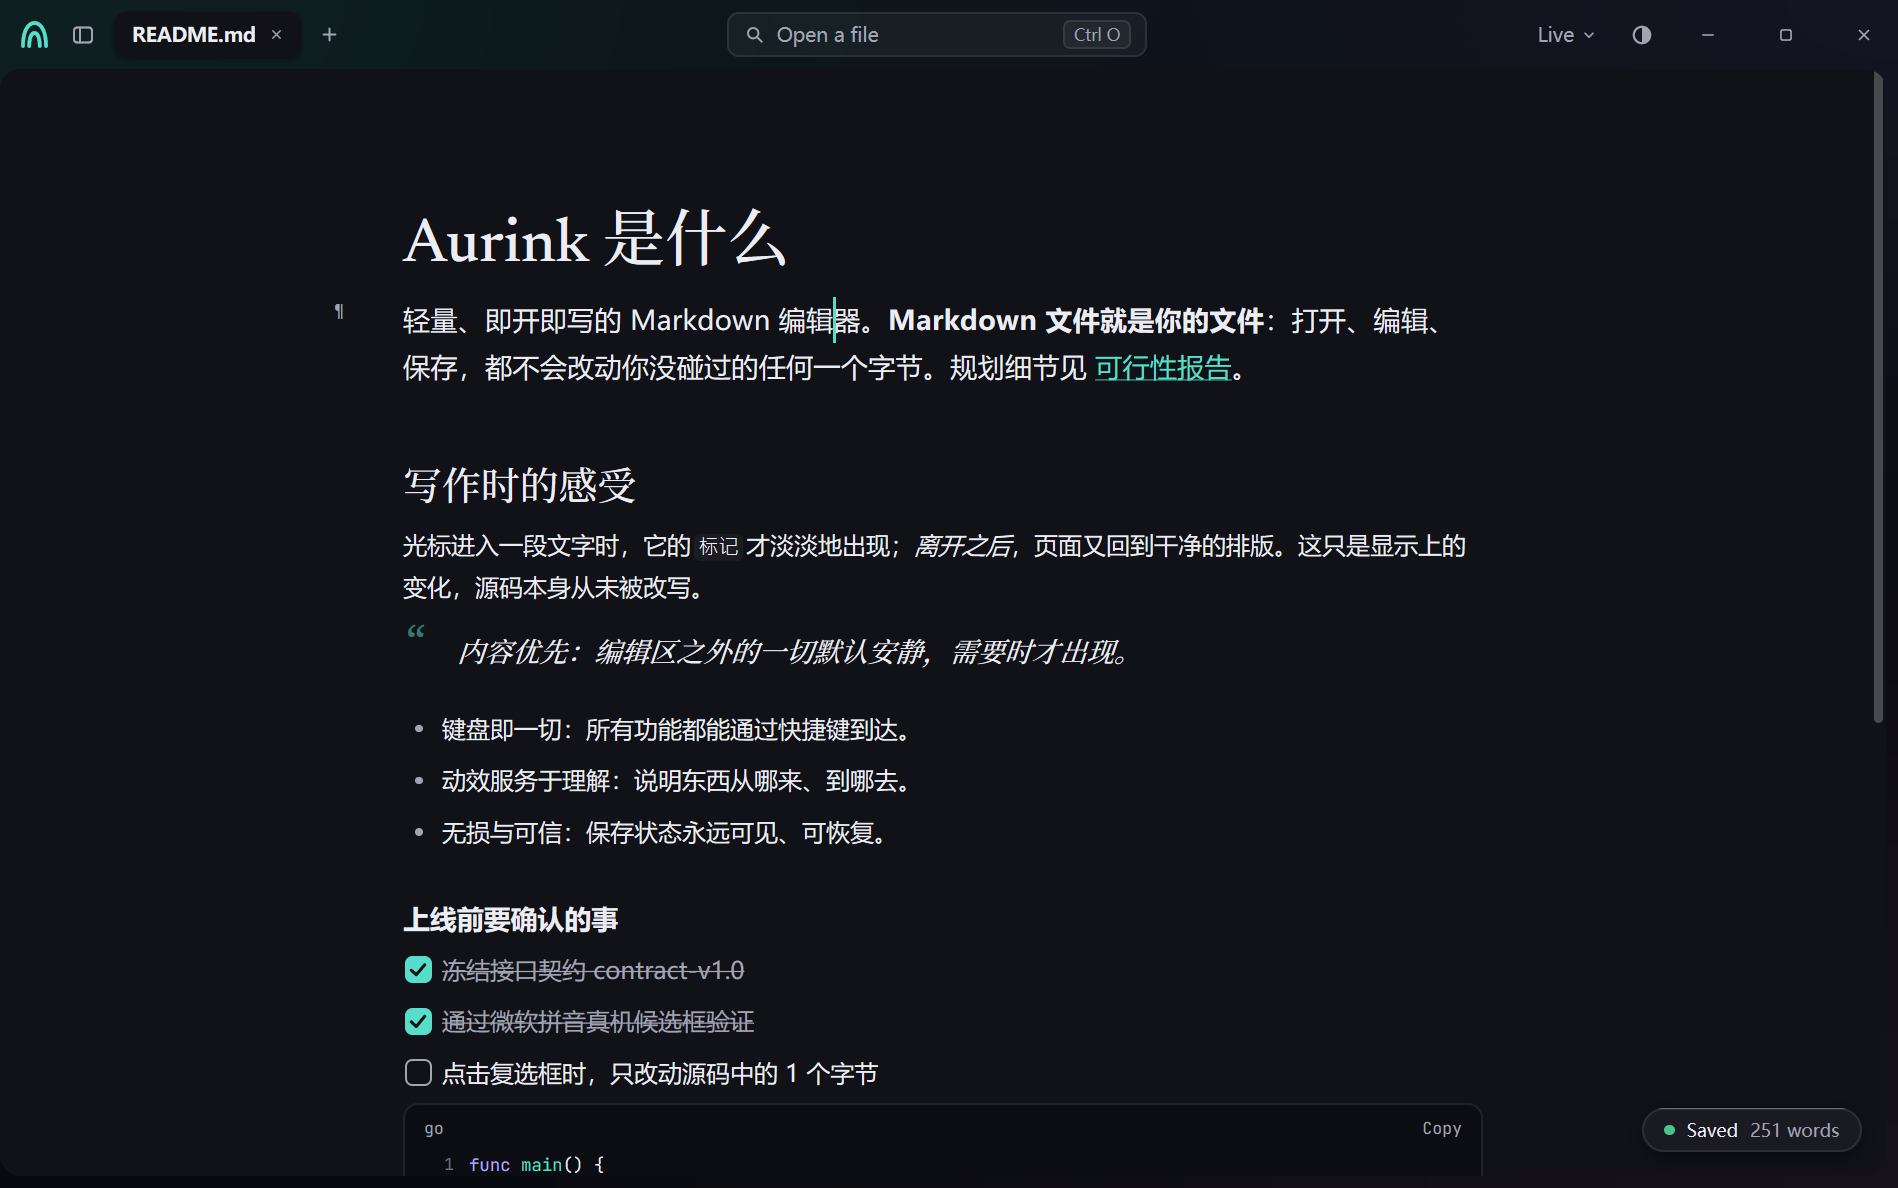 README.md
Open a file
Ctrl O
Live
Aurink 是什么
¶
轻量、即开即写的 Markdown 编辑器。Markdown 文件就是你的文件：打开、编辑、
保存，都不会改动你没碰过的任何一个字节。规划细节见 可行性报告。
写作时的感受
光标进入一段文字时，它的 标记 才淡淡地出现；离开之后，页面又回到干净的排版。这只是显示上的
变化，源码本身从未被改写。
“
内容优先：编辑区之外的一切默认安静，需要时才出现。
• 键盘即一切：所有功能都能通过快捷键到达。
• 动效服务于理解：说明东西从哪来、到哪去。
• 无损与可信：保存状态永远可见、可恢复。
上线前要确认的事
冻结接口契约 contract-v1.0
通过微软拼音真机候选框验证
点击复选框时，只改动源码中的 1 个字节
go
Copy
1 func main() {
Saved 251 words